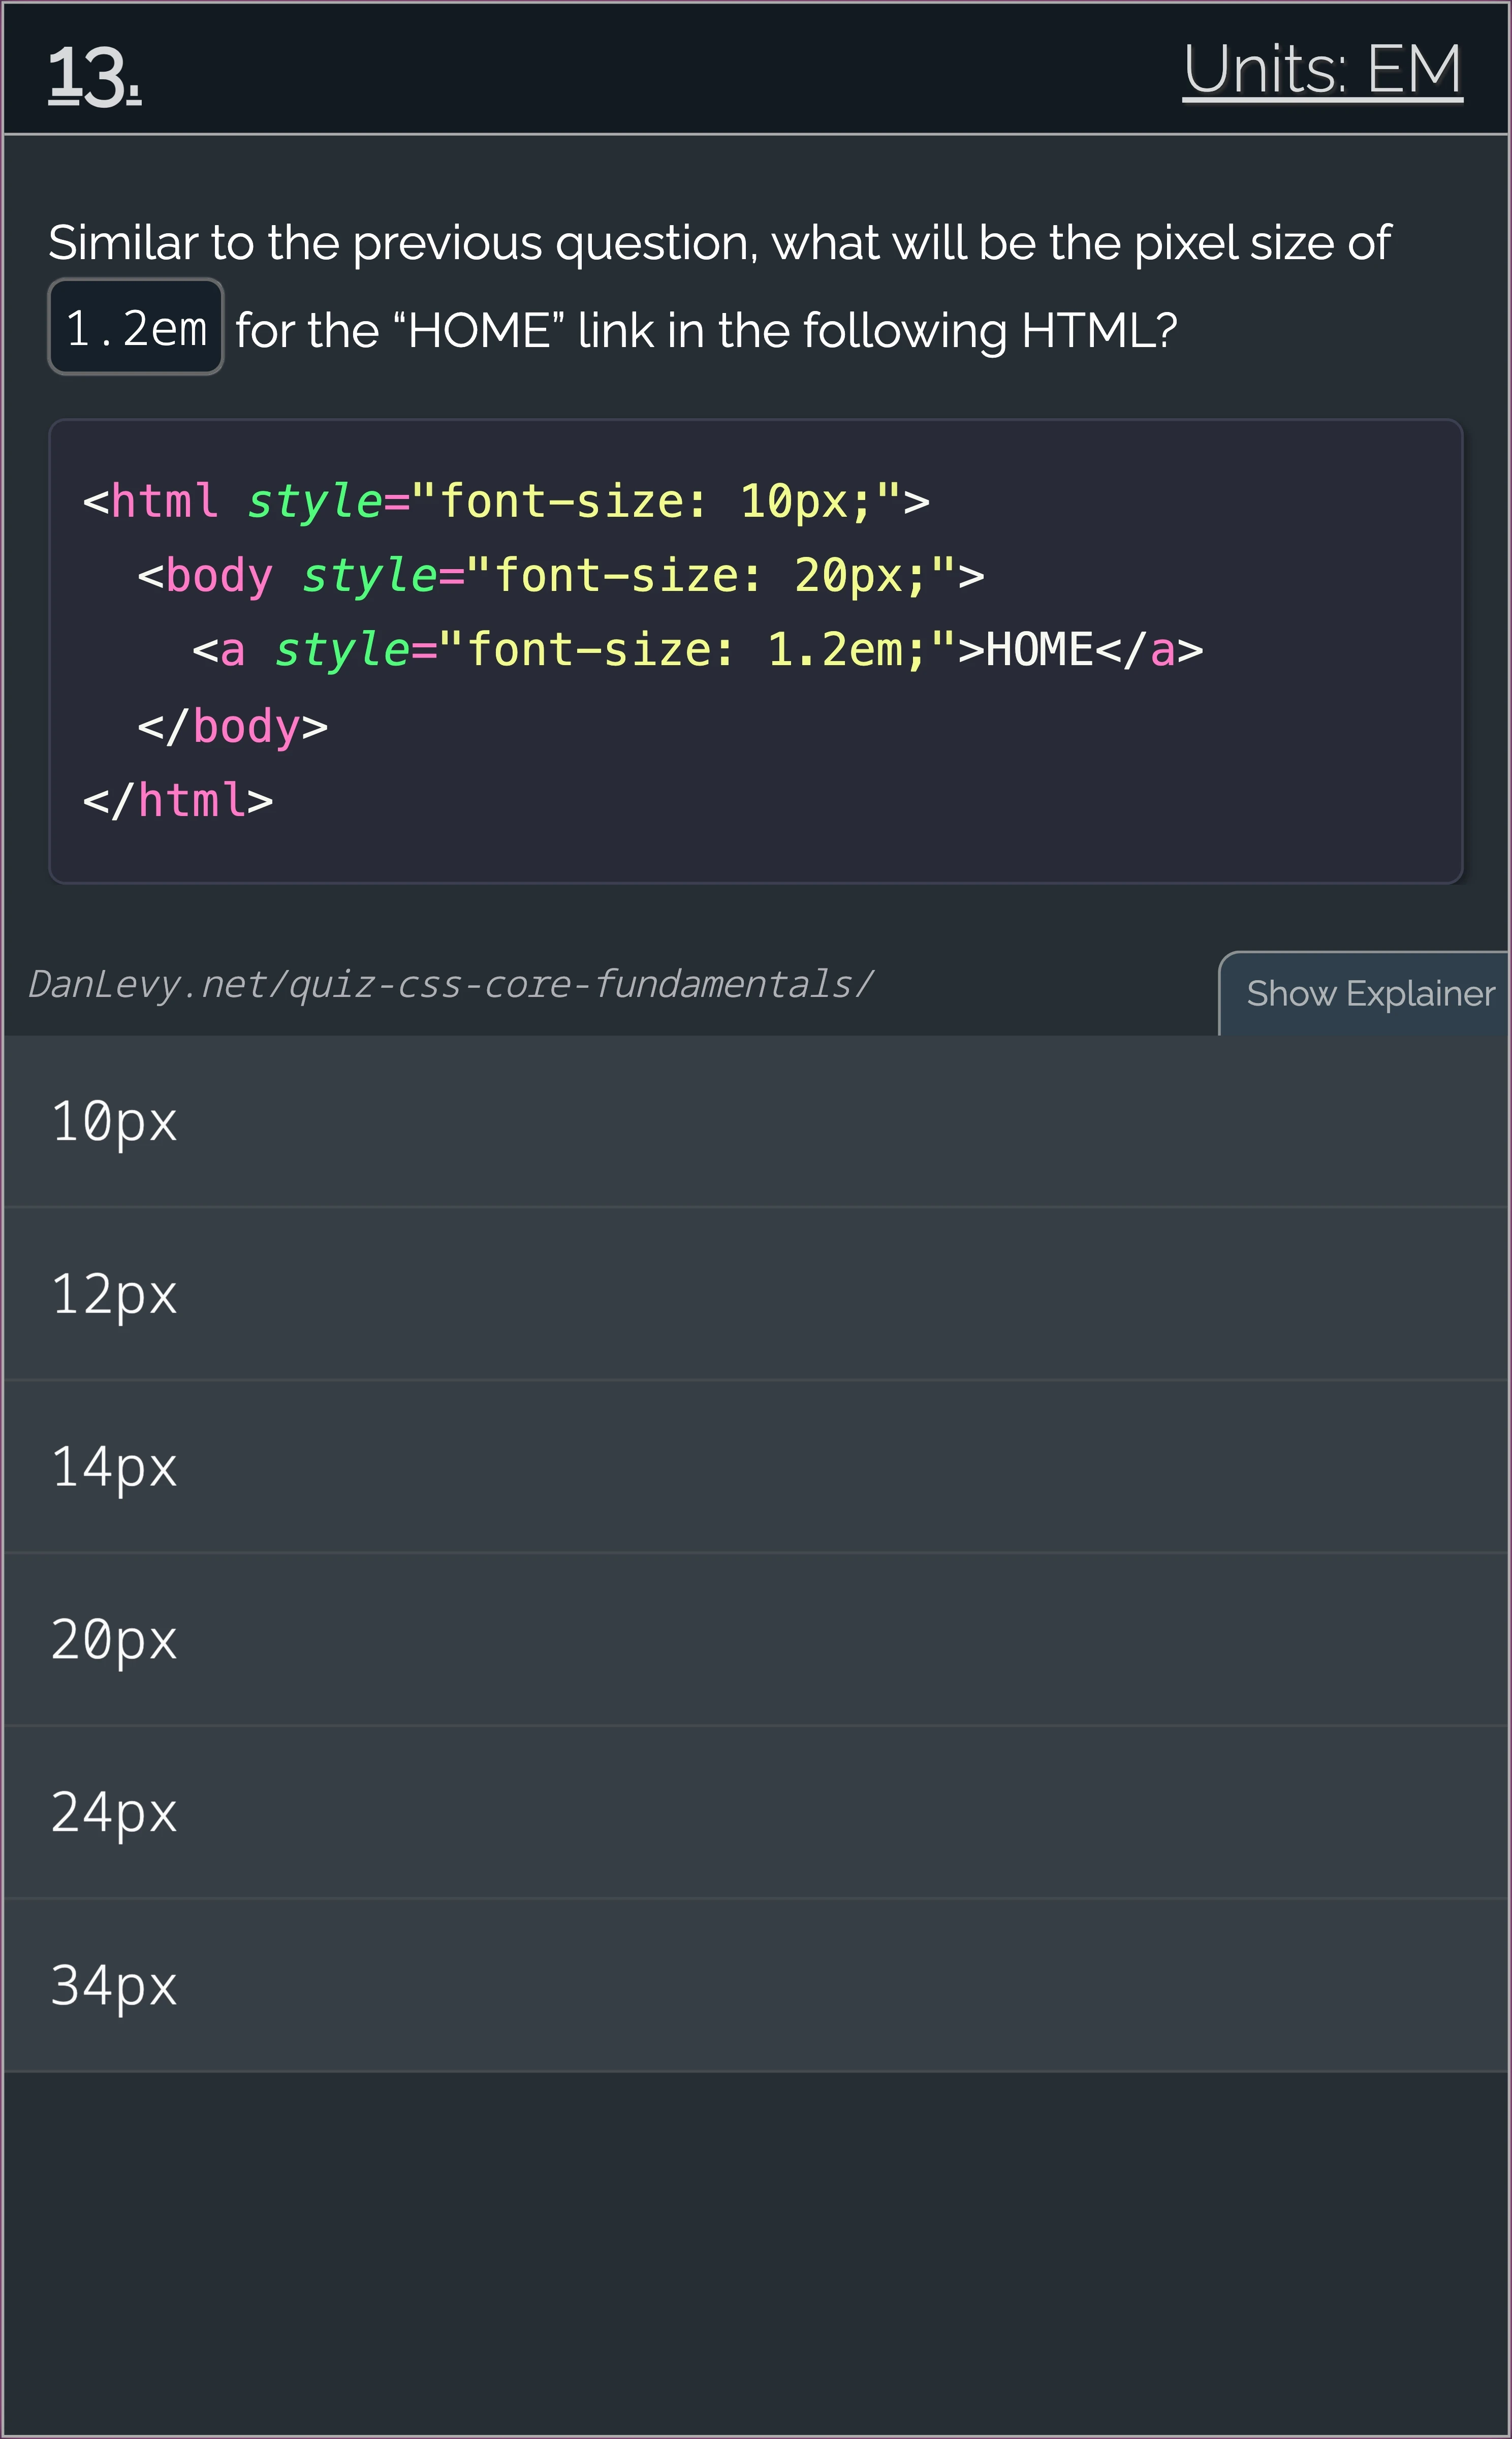 13.
Units: EM
Similar to the previous question, what will be the pixel size of
1.2em for the “HOME” link in the following HTML?
<html style="font-size: 10px;">
  <body style="font-size: 20px;">
    <a style="font-size: 1.2em;">HOME</a>
  </body>
</html>
DanLevy.net/quiz-css-core-fundamentals/
Show Explainer
10px
12px
14px
20px
24px
34px